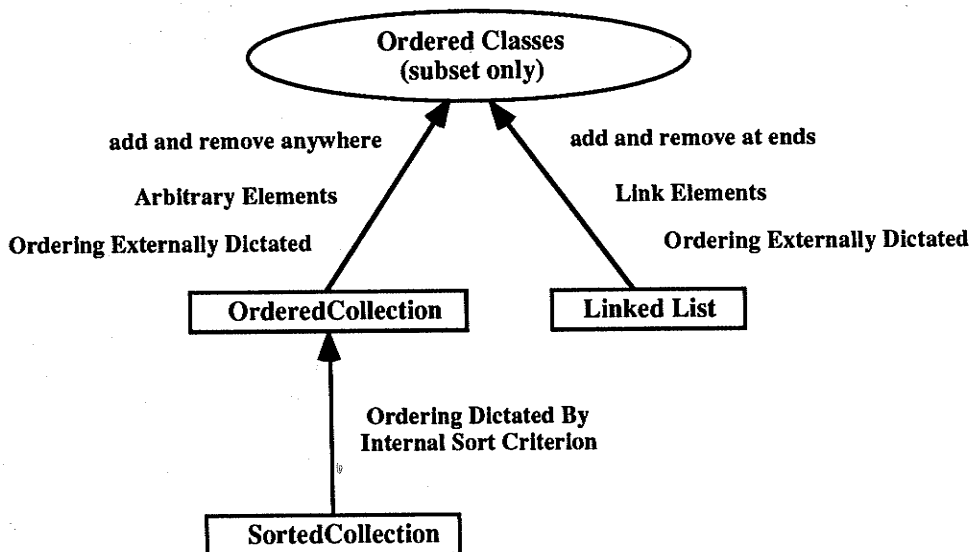 Ordered Classes
(subset only)
add and remove anywhere
add and remove at ends
Arbitrary Elements
Link Elements
Ordering Externally Dictated
Ordering Externally Dictated
OrderedCollection
Linked List
Ordering Dictated By
Internal Sort Criterion
SortedCollection